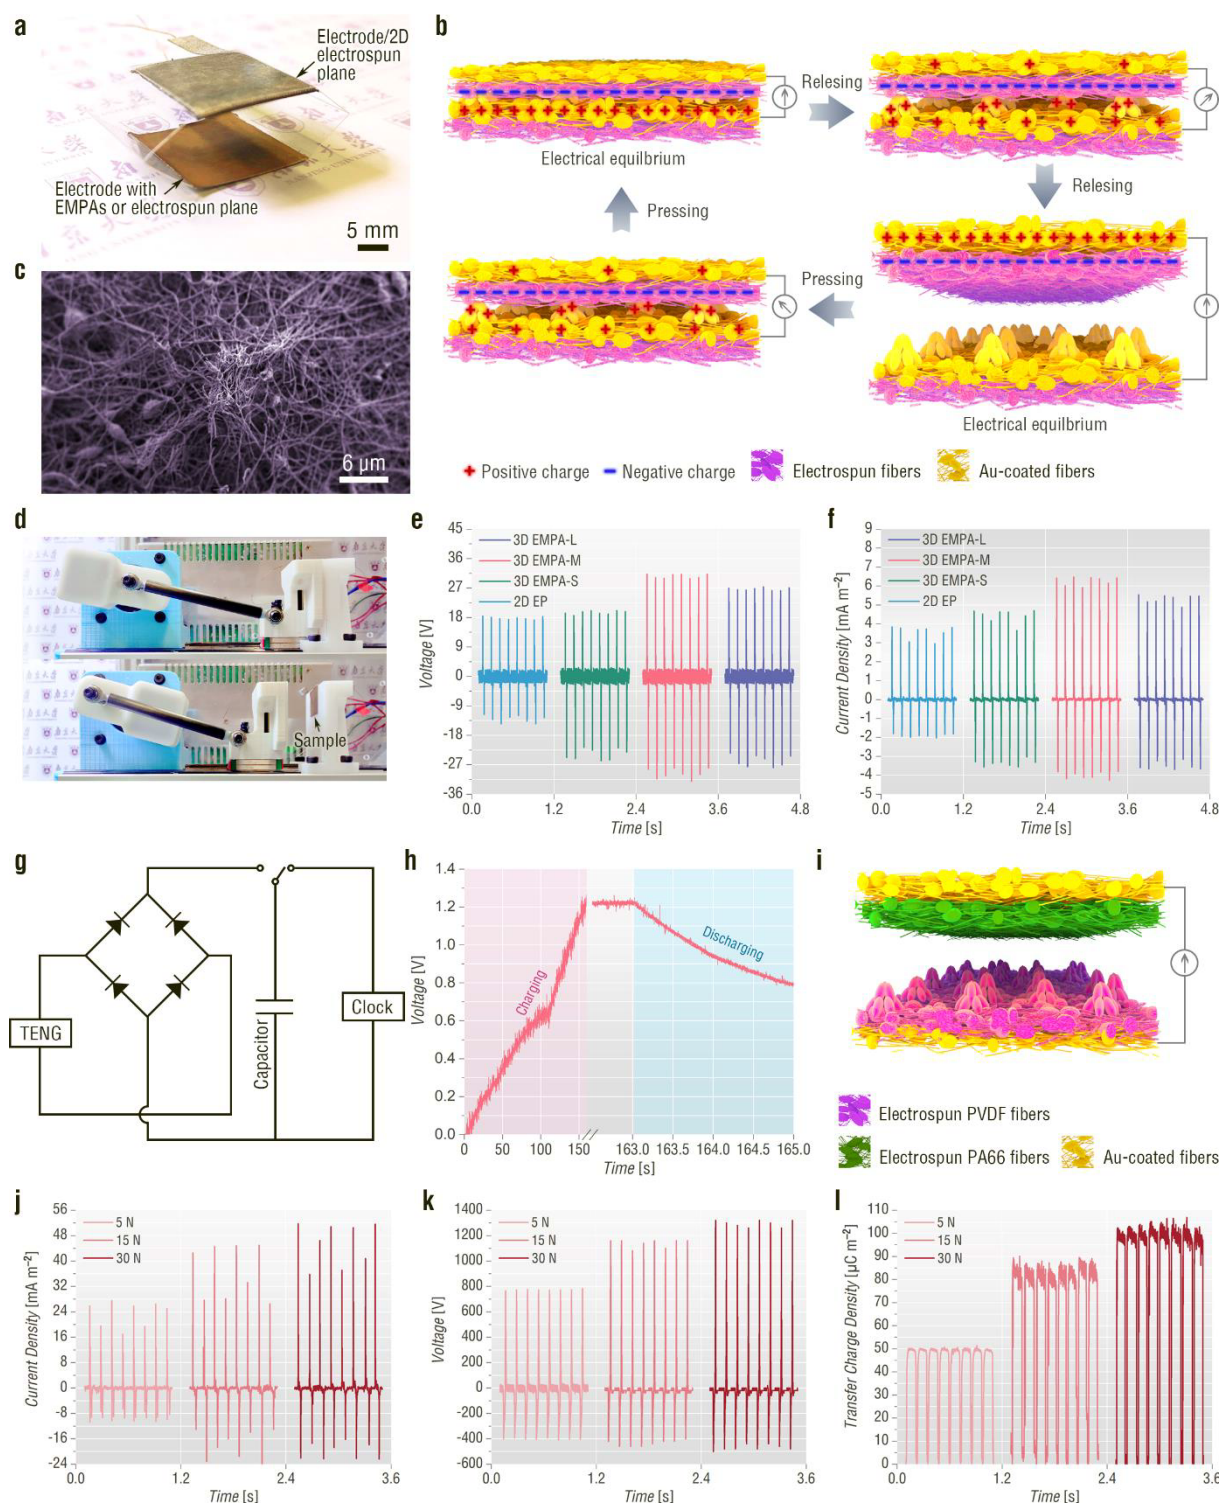 a
Electrode/2D
electrospun
plane
Electrode with
EMPAs or electrospun plane
5 mm
b
Relesing
Electrical equilbrium
Relesing
Pressing
Pressing
Electrical equilbrium
Positive charge
Negative charge
Electrospun fibers
Au-coated fibers
c
6 µm
d
Sample
e
45
36
27
18
9
0
-9
-18
-27
-36
Voltage [V]
3D EMPA-L
3D EMPA-M
3D EMPA-S
2D EP
0.0 1.2 2.4 3.6 4.8
Time [s]
f
9
8
7
6
5
4
3
2
1
0
-1
-2
-3
-4
-5
Current Density [mA m⁻²]
3D EMPA-L
3D EMPA-M
3D EMPA-S
2D EP
0.0 1.2 2.4 3.6 4.8
Time [s]
g
TENG
Capacitor
Clock
h
1.4
1.2
1.0
0.8
0.6
0.4
0.2
0.0
Voltage [V]
Charging
Discharging
0 50 100 150 163.0 163.5 164.0 164.5 165.0
Time [s]
i
Electrospun PVDF fibers
Electrospun PA66 fibers
Au-coated fibers
j
56
48
40
32
24
16
8
0
-8
-16
-24
Current Density [mA m⁻²]
5 N
15 N
30 N
0.0 1.2 2.4 3.6
Time [s]
k
1400
1200
1000
800
600
400
200
0
-200
-400
-600
Voltage [V]
5 N
15 N
30 N
0.0 1.2 2.4 3.6
Time [s]
l
110
100
90
80
70
60
50
40
30
20
10
0
Transfer Charge Density [µC m⁻²]
5 N
15 N
30 N
0.0 1.2 2.4 3.6
Time [s]